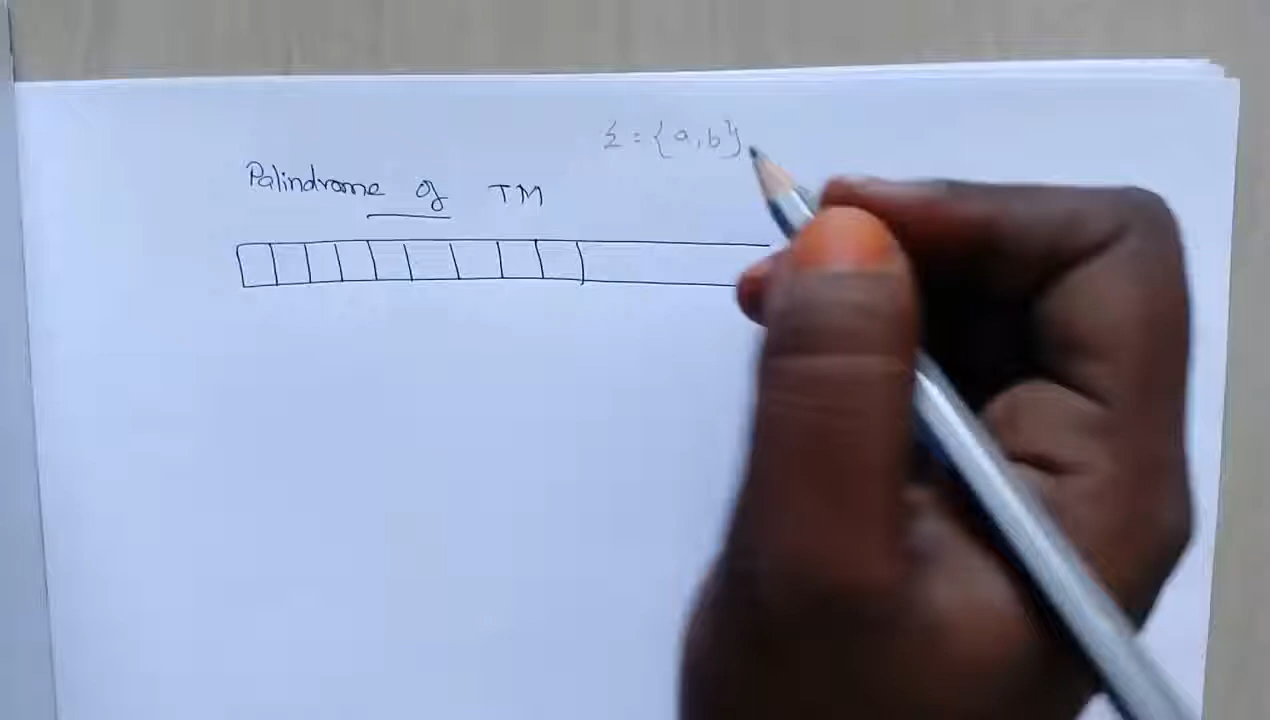 Σ = {a, b}
Palindrome of TM